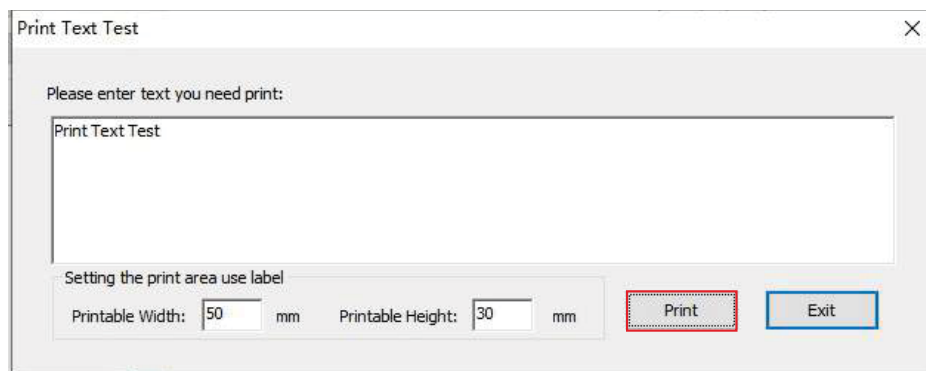 Print Text Test
Please enter text you need print:
Print Text Test
Setting the print area use label
Printable Width: 50 mm Printable Height: 30 mm Print Exit